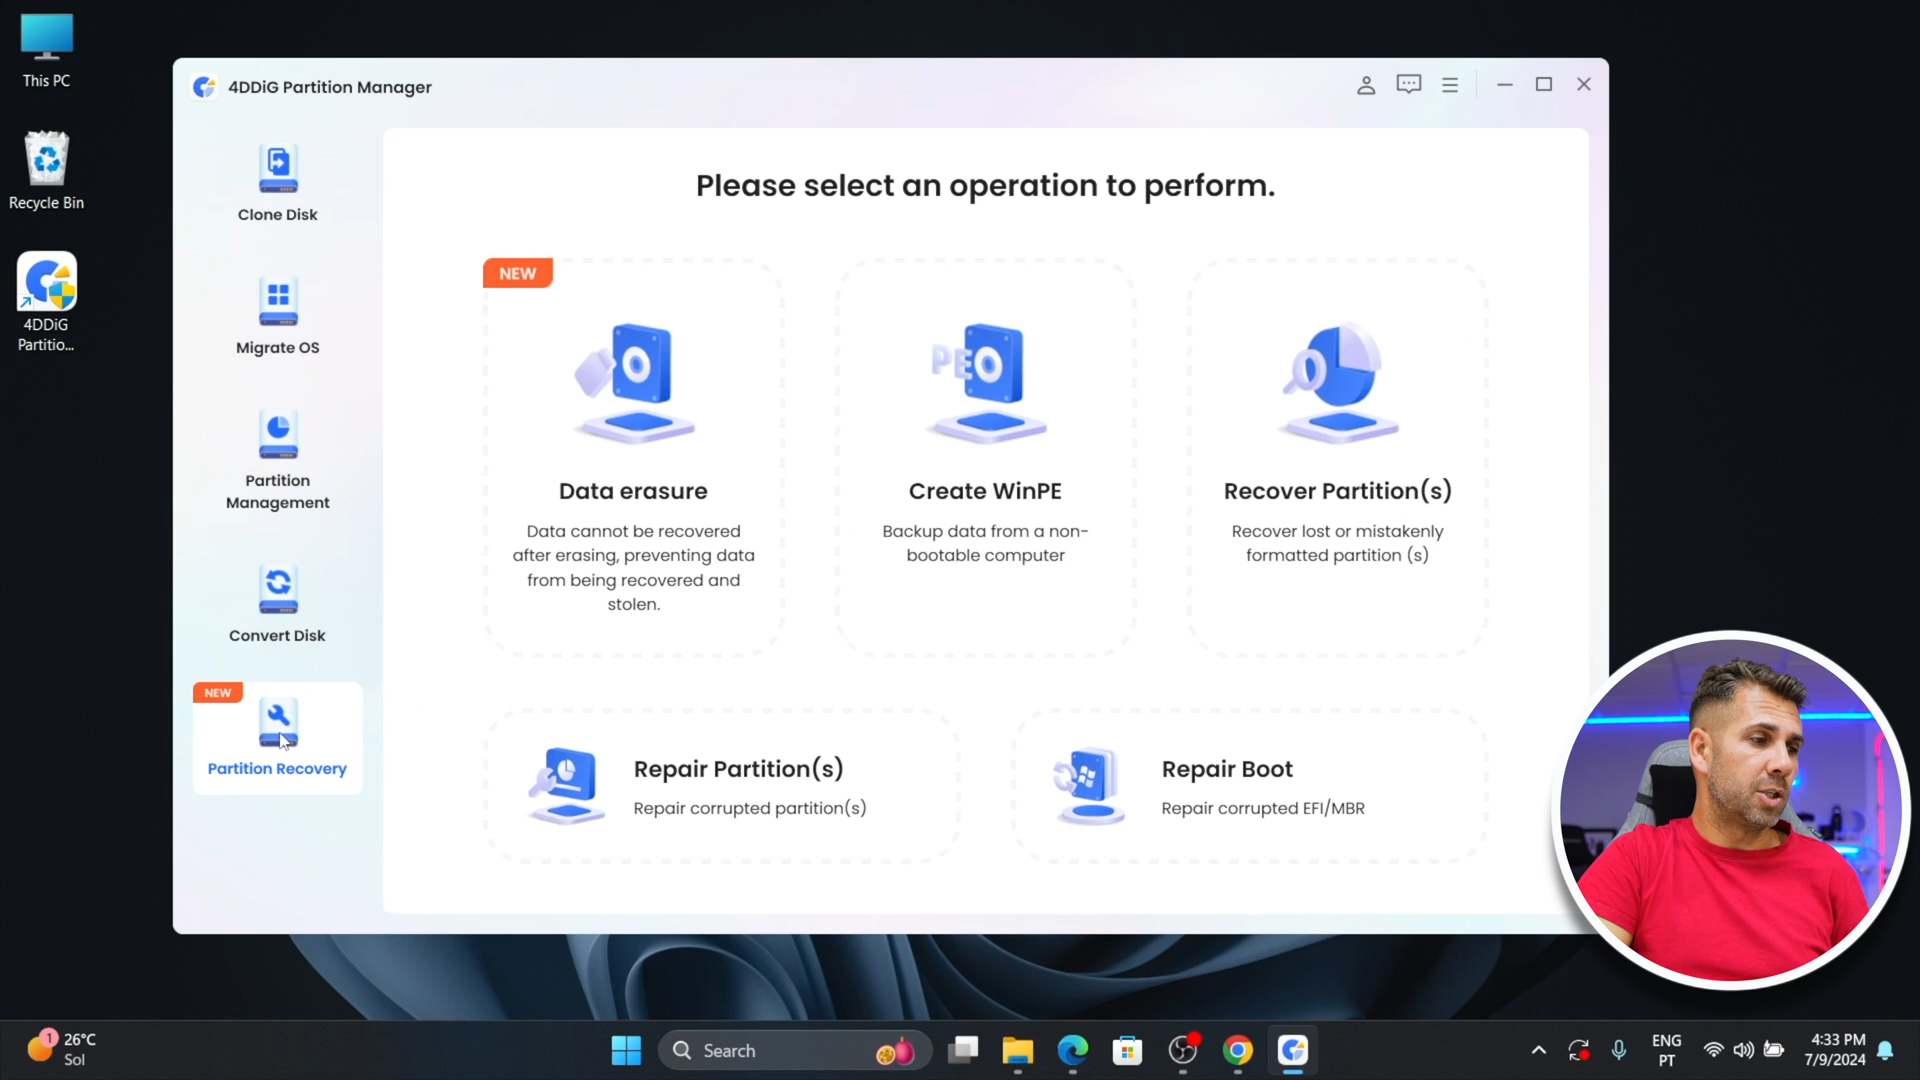 This PC
Recycle Bin
4DDiG
Partitio...
4DDiG Partition Manager
Clone Disk
Migrate OS
Partition
Management
Convert Disk
NEW
Partition Recovery
Please select an operation to perform.
NEW
Data erasure
Data cannot be recovered
after erasing, preventing data
from being recovered and
stolen.
PE
Create WinPE
Backup data from a non-
bootable computer
Recover Partition(s)
Recover lost or mistakenly
formatted partition (s)
Repair Partition(s)
Repair corrupted partition(s)
Repair Boot
Repair corrupted EFI/MBR
1
26°C
Sol
Search
ENG
PT
4:33 PM
7/9/2024